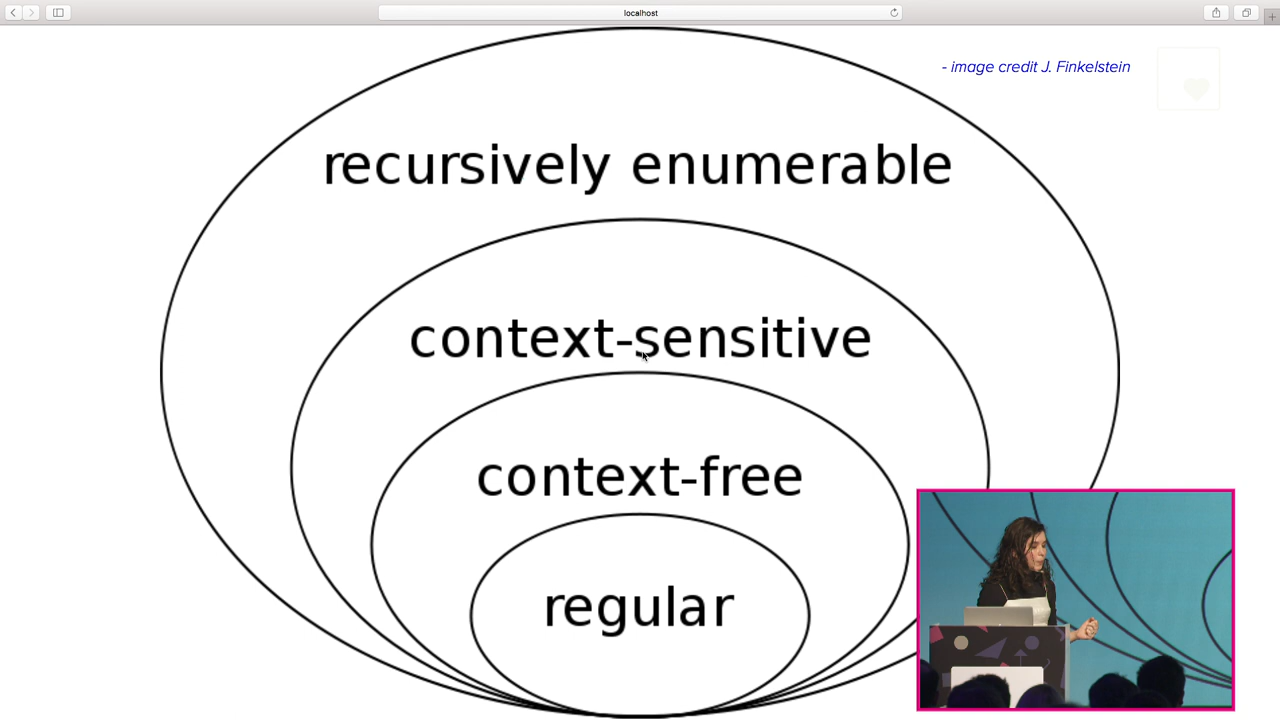 localhost
- image credit J. Finkelstein
recursively enumerable
context-sensitive
context-free
regular